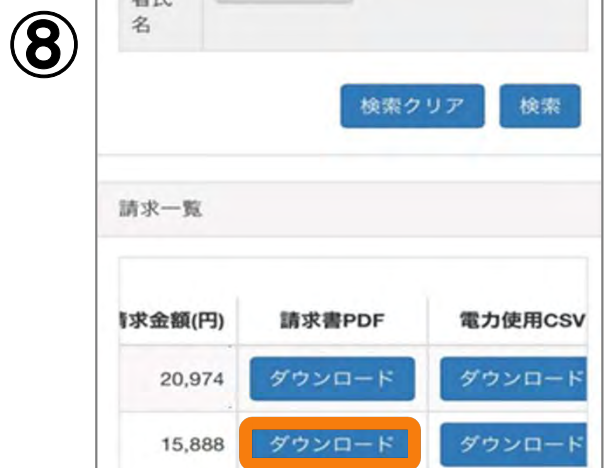 ⑧
者氏
名
検索クリア 検索
請求一覧
請求金額(円) 請求書PDF 電力使用CSV
20,974 ダウンロード ダウンロード
15,888 ダウンロード ダウンロード